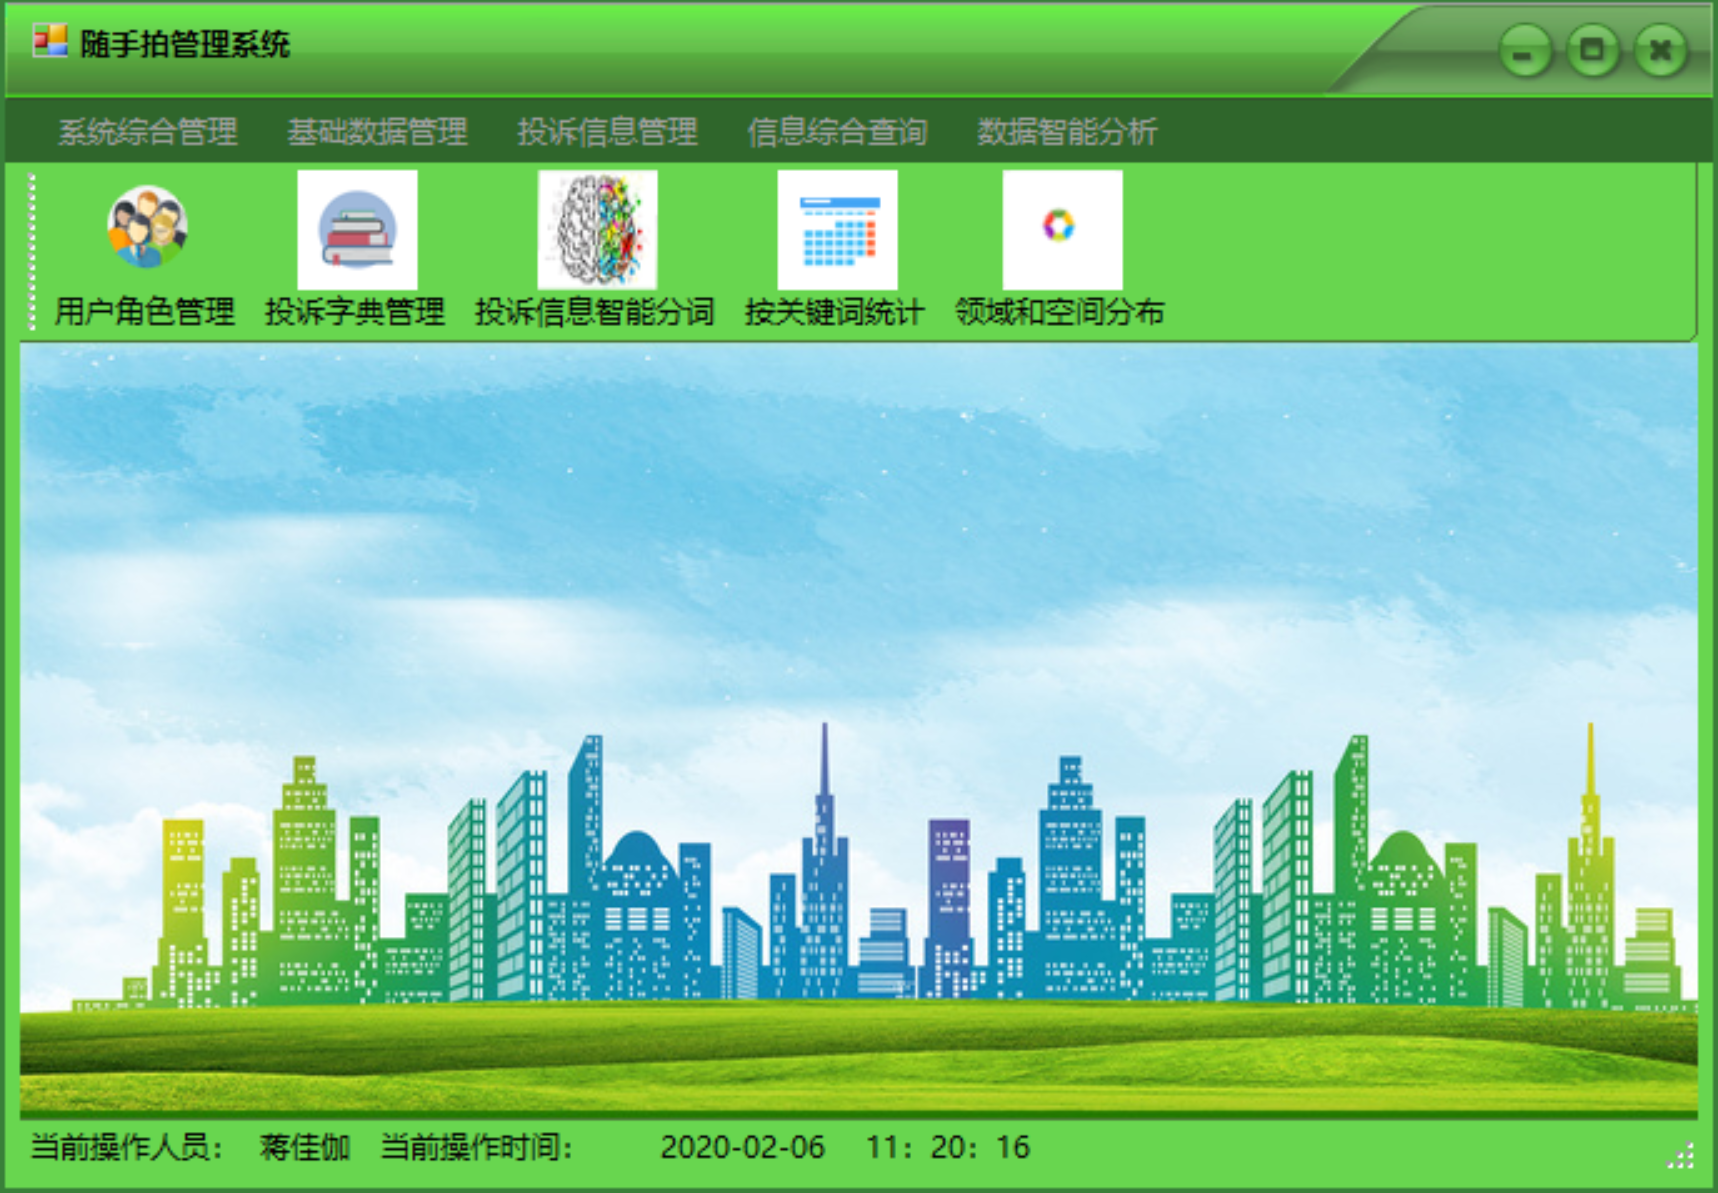 随手拍管理系统
系统综合管理 基础数据管理 投诉信息管理 信息综合查询 数据智能分析
用户角色管理 投诉字典管理 投诉信息智能分词 按关键词统计 领域和空间分布
当前操作人员： 蒋佳伽 当前操作时间： 2020-02-06 11：20：16